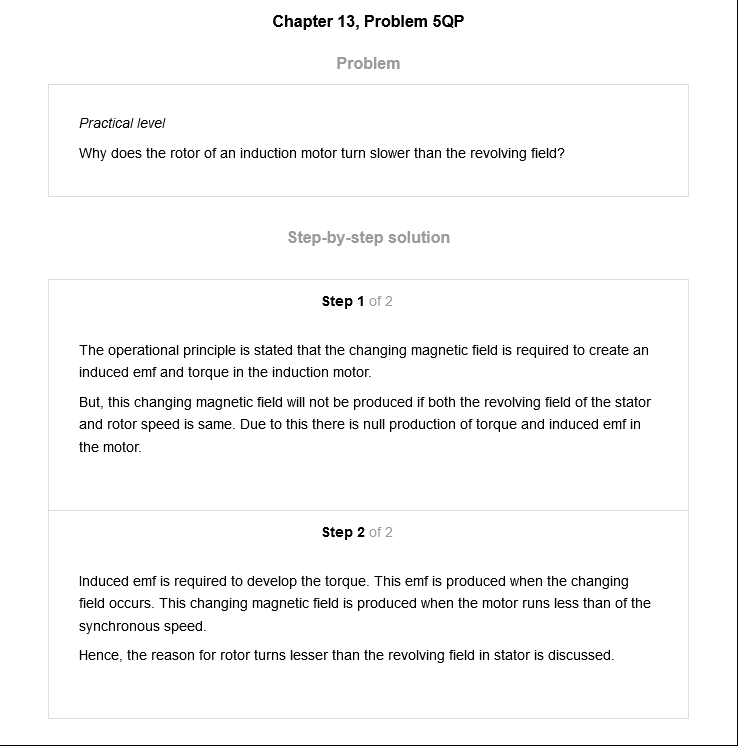 Chapter 13, Problem 5QP
Problem
Practical level
Why does the rotor of an induction motor turn slower than the revolving field?
Step-by-step solution
Step 1 of 2
The operational principle is stated that the changing magnetic field is required to create an
induced emf and torque in the induction motor.
But, this changing magnetic field will not be produced if both the revolving field of the stator
and rotor speed is same. Due to this there is null production of torque and induced emf in
the motor.
Step 2 of 2
Induced emf is required to develop the torque. This emf is produced when the changing
field occurs. This changing magnetic field is produced when the motor runs less than of the
synchronous speed.
Hence, the reason for rotor turns lesser than the revolving field in stator is discussed.